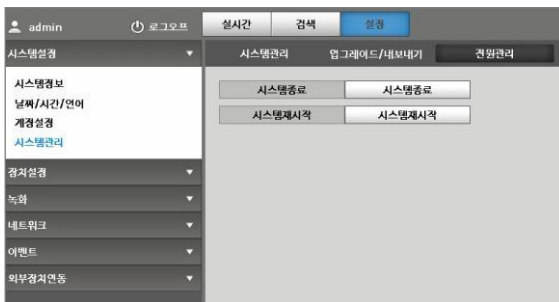 admin 로그오프 실시간 검색 설정
시스템설정 ▼ 시스템관리 업그레이드/내보내기 전원관리
시스템정보
날짜/시간/언어
계정설정
시스템관리
시스템종료 시스템종료
시스템재시작 시스템재시작
장치설정 ▼
녹화 ▼
네트워크 ▼
이벤트 ▼
외부장치연동 ▼